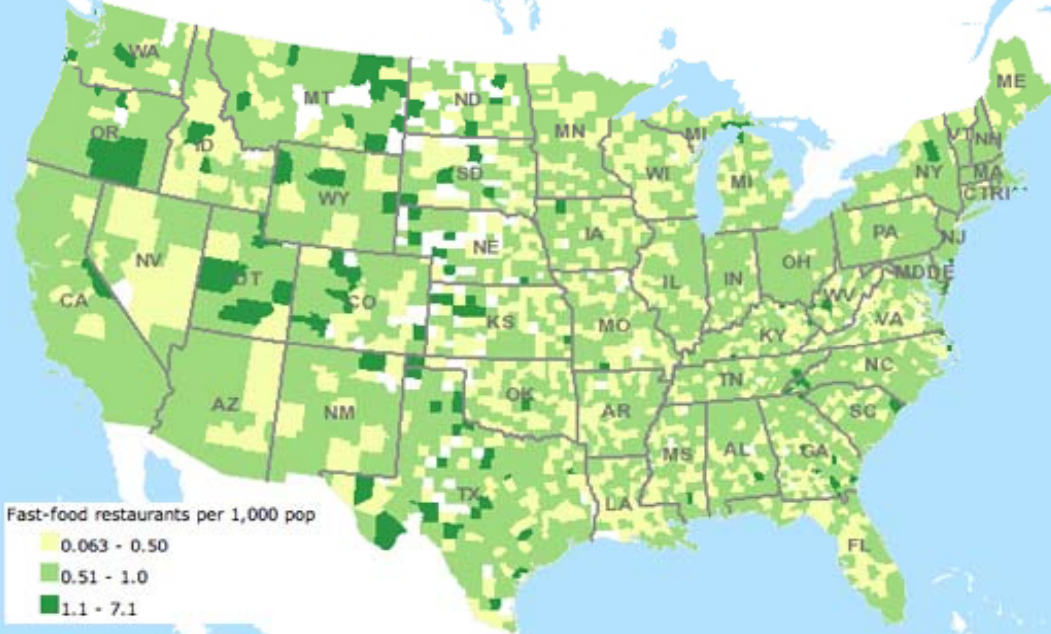 WA
MT
ND
ME
OR
ID
MN
MI
VT
NH
SD
WI
MI
NY
MA
WY
CT
RI
IA
PA
NJ
NE
NV
UT
OH
IL
IN
MD
DE
CA
CO
WV
KS
MO
KY
VA
TN
NC
AZ
NM
OK
AR
SC
MS
AL
GA
TX
LA
FL
Fast-food restaurants per 1,000 pop
0.063 - 0.50
0.51 - 1.0
1.1 - 7.1